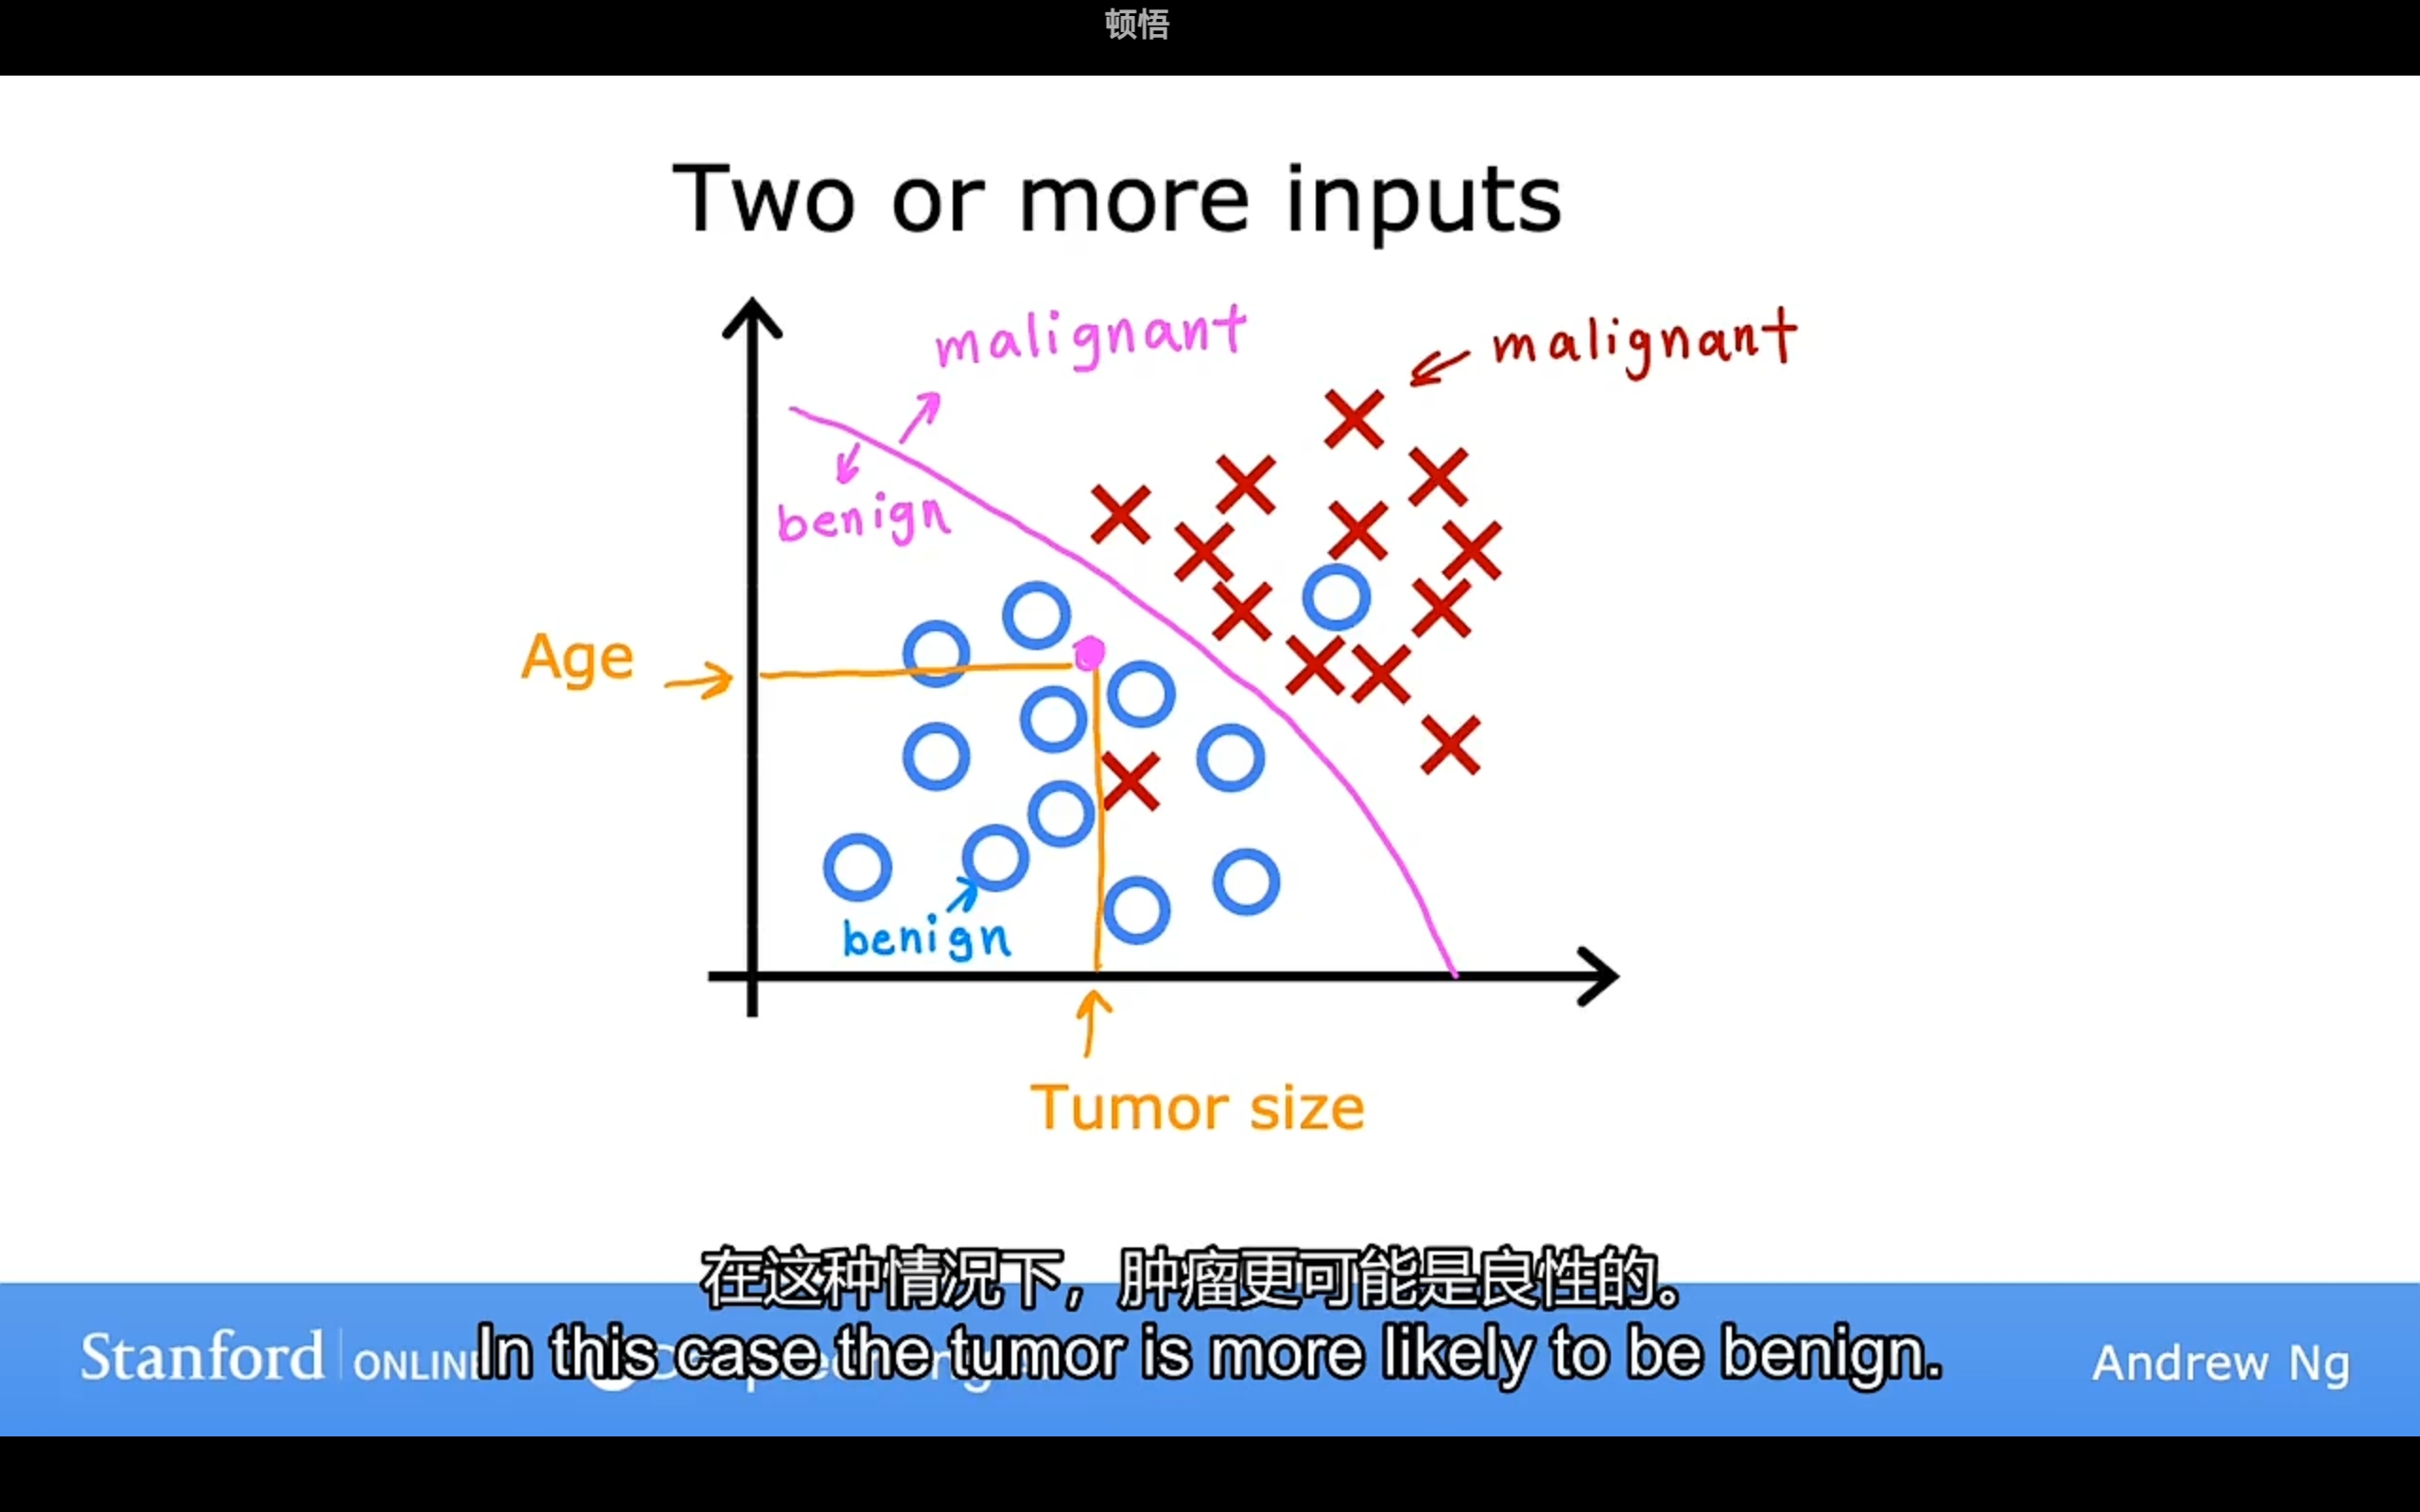 顿悟
Two or more inputs
malignant
malignant
benign
Age
benign
Tumor size
在这种情况下，肿瘤更可能是良性的。
In this case the tumor is more likely to be benign.
Stanford ONLINE
Andrew Ng